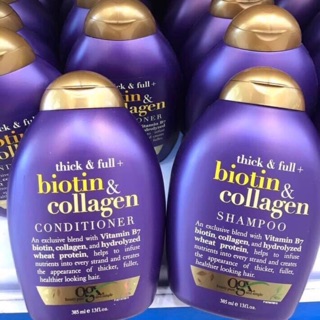 thick & full +
biotin &
collagen
CONDITIONER
An exclusive blend with Vitamin B7
biotin, collagen, and hydrolyzed
wheat protein, helps to infuse
nutrients into every strand and creates
the appearance of thicker, fuller,
healthier looking hair.
ogx
385 ml e 13 fl. oz.
thick & full +
biotin &
collagen
SHAMPOO
An exclusive blend with Vitamin B7
biotin, collagen, and hydrolyzed
wheat protein, helps to infuse
nutrients into every strand and creates
the appearance of thicker, fuller,
healthier looking hair.
ogx
385 ml e 13 fl. oz.